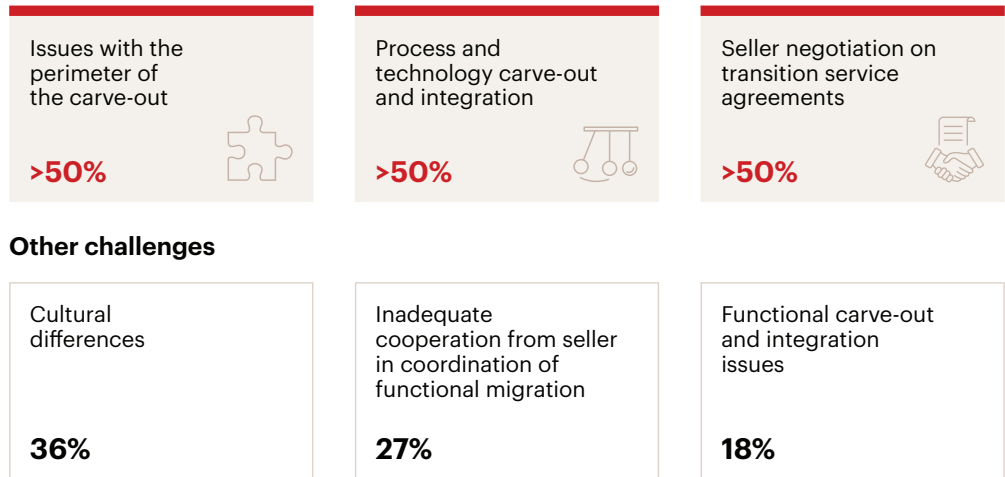 Issues with the
perimeter of
the carve-out
>50%
Process and
technology carve-out
and integration
>50%
Seller negotiation on
transition service
agreements
>50%
Other challenges
Cultural
differences
36%
Inadequate
cooperation from seller
in coordination of
functional migration
27%
Functional carve-out
and integration
issues
18%